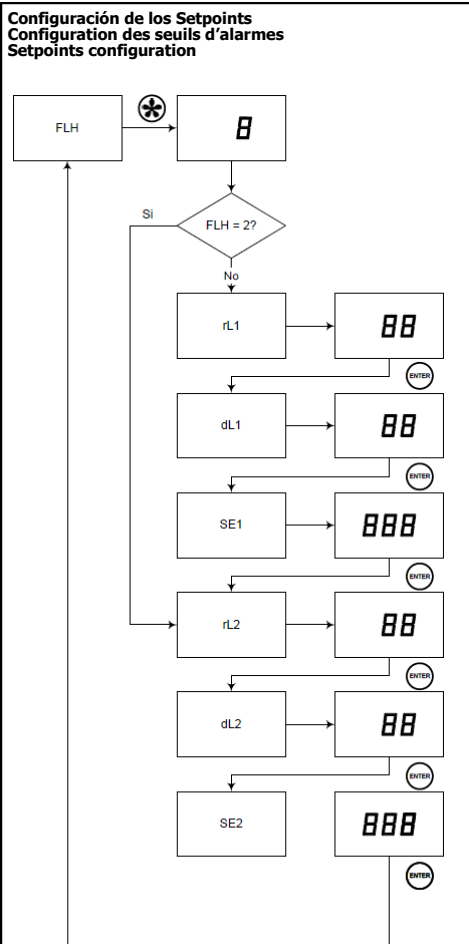 Configuración de los Setpoints
Configuration des seuils d’alarmes
Setpoints configuration
FLH
8
Si
FLH = 2?
No
rL1
88
ENTER
dL1
88
ENTER
SE1
888
ENTER
rL2
88
ENTER
dL2
88
ENTER
SE2
888
ENTER